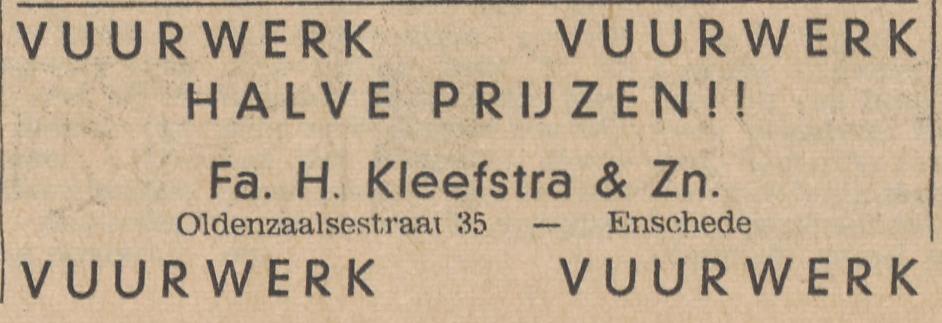 VUURWERK VUURWERK
HALVE PRIJZEN!!
Fa. H. Kleefstra & Zn.
Oldenzaalsestraat 35 — Enschede
VUURWERK VUURWERK